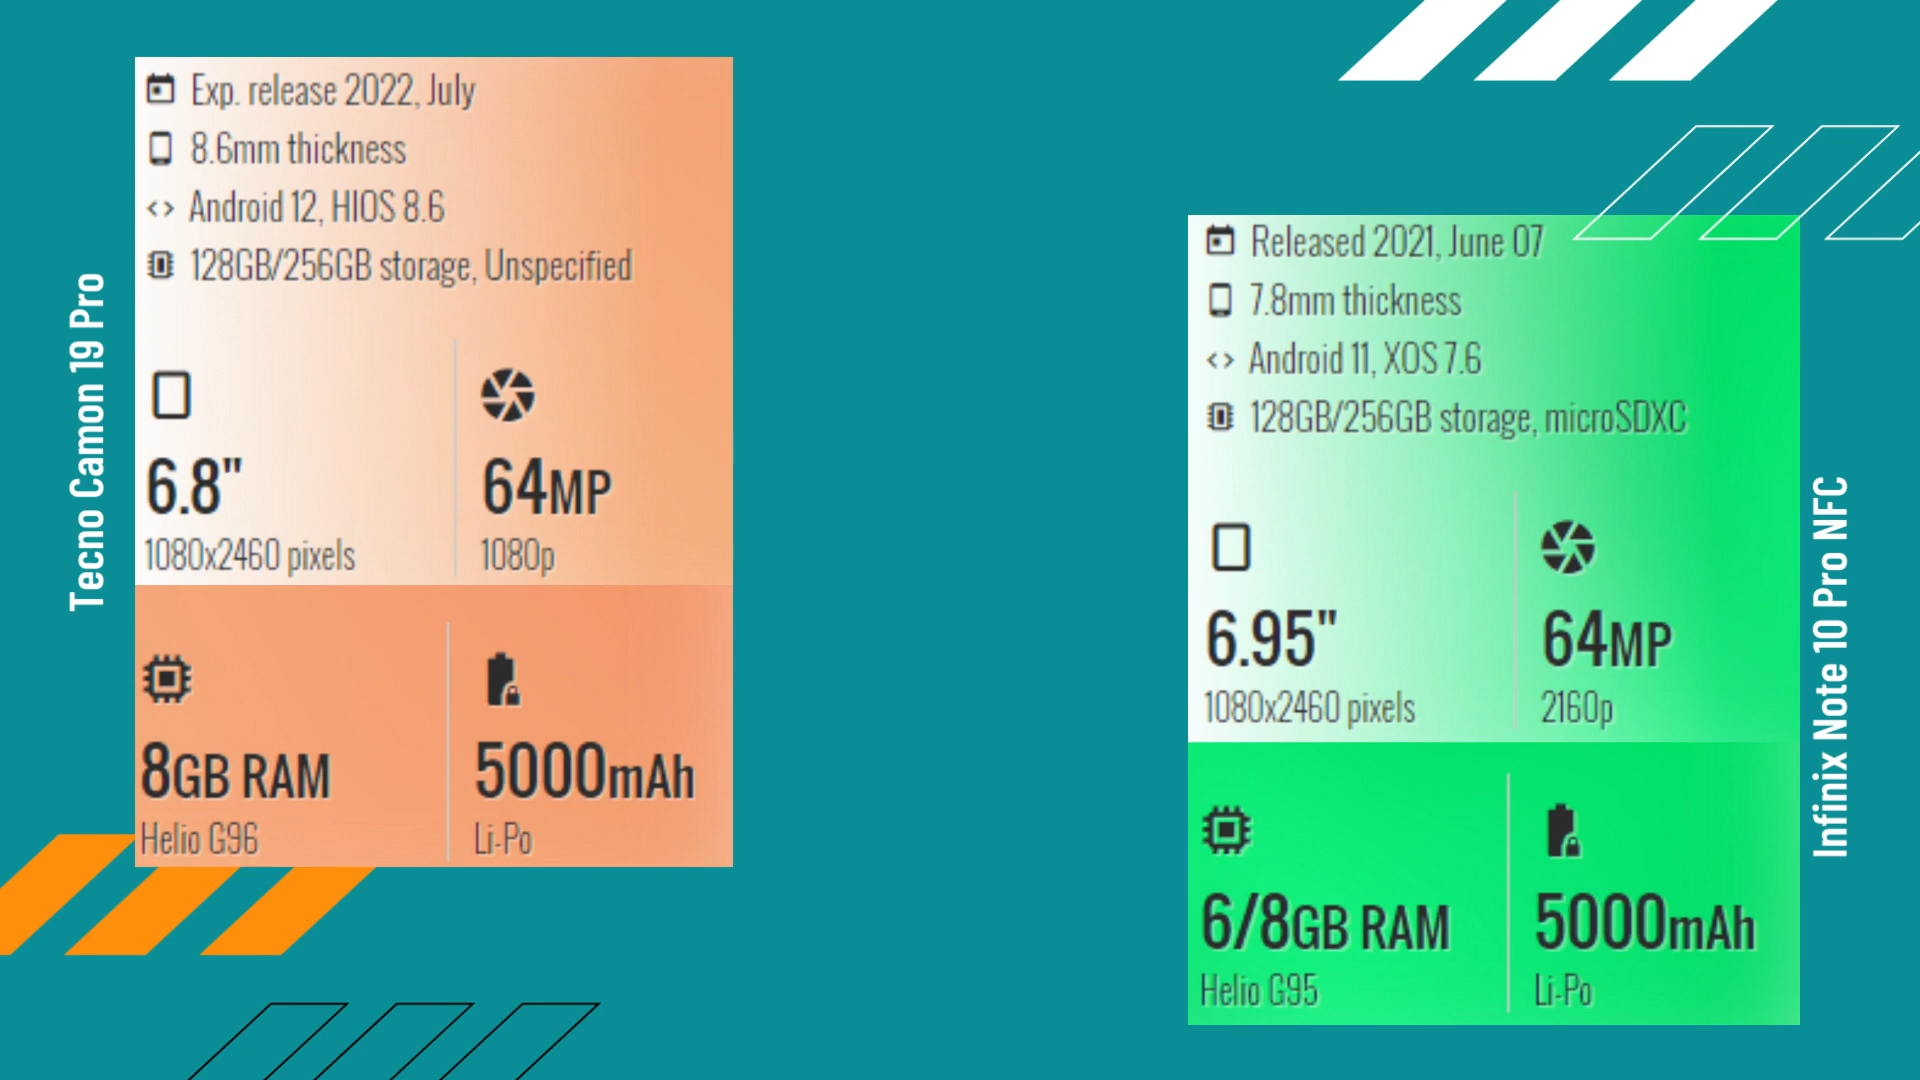 Tecno Camon 19 Pro
Exp. release 2022, July
8.6mm thickness
Android 12, HIOS 8.6
128GB/256GB storage, Unspecified
6.8"
1080x2460 pixels
64MP
1080p
8GB RAM
Helio G96
5000mAh
Li-Po
Infinix Note 10 Pro NFC
Released 2021, June 07
7.8mm thickness
Android 11, XOS 7.6
128GB/256GB storage, microSDXC
6.95"
1080x2460 pixels
64MP
2160p
6/8GB RAM
Helio G95
5000mAh
Li-Po